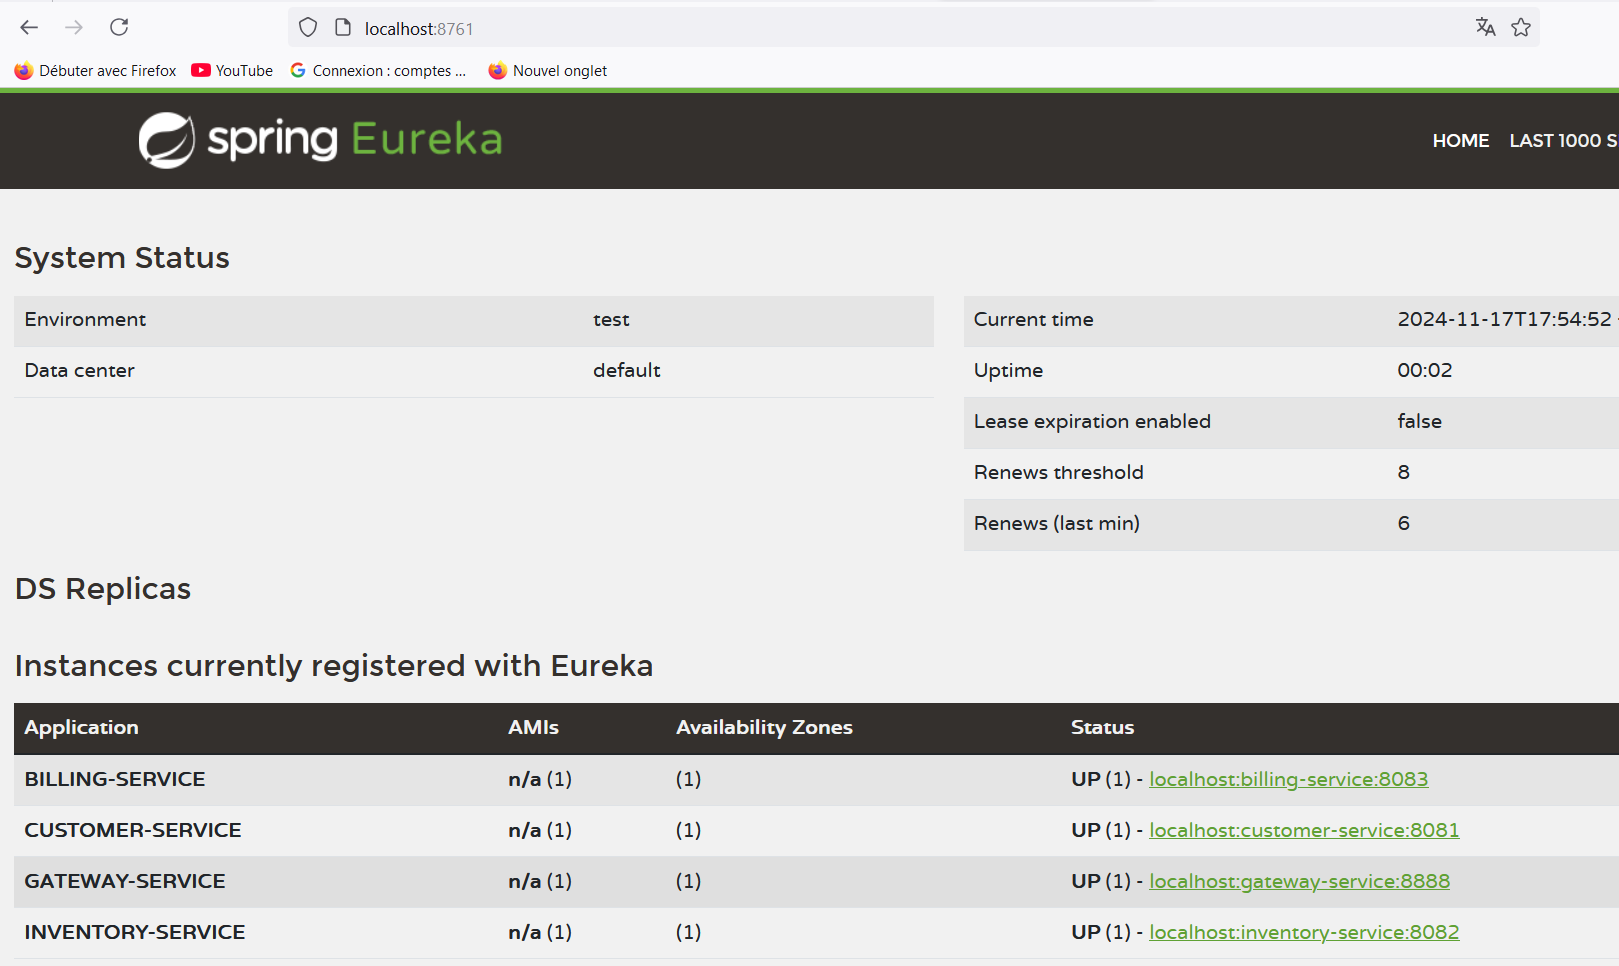 localhost:8761
Débuter avec Firefox YouTube Connexion : comptes ... Nouvel onglet
spring Eureka
HOME LAST 1000 S
System Status
Environment test
Data center default
Current time 2024-11-17T17:54:52
Uptime 00:02
Lease expiration enabled false
Renews threshold 8
Renews (last min) 6
DS Replicas
Instances currently registered with Eureka
Application AMIs Availability Zones Status
BILLING-SERVICE n/a (1) (1) UP (1) - localhost:billing-service:8083
CUSTOMER-SERVICE n/a (1) (1) UP (1) - localhost:customer-service:8081
GATEWAY-SERVICE n/a (1) (1) UP (1) - localhost:gateway-service:8888
INVENTORY-SERVICE n/a (1) (1) UP (1) - localhost:inventory-service:8082